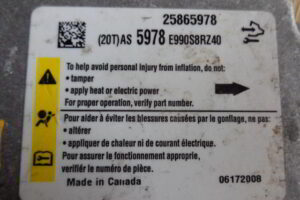 25865978
(20T)AS 5978 E990S8RZ40
To help avoid personal injury from inflation, do not:
• tamper
• apply heat or electric power
For proper operation, verify part number.
Pour aider à éviter les blessures causées par le gonflage, ne pas:
• altérer
• appliquer de chaleur ni de courant électrique.
Pour assurer le fonctionnement approprie,
vérifier le numéro de pièce.
Made in Canada 06172008